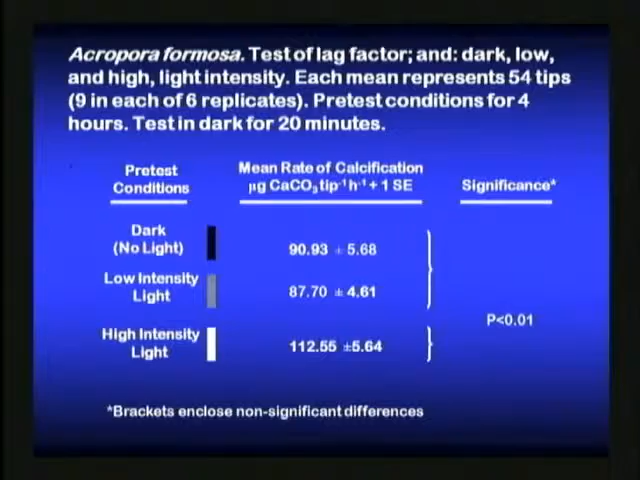 Acropora formosa. Test of lag factor; and: dark, low,
and high, light intensity. Each mean represents 54 tips
(9 in each of 6 replicates). Pretest conditions for 4
hours. Test in dark for 20 minutes.
Pretest
Conditions
Mean Rate of Calcification
µg CaCO₃ tip⁻¹ h⁻¹ + 1 SE
Significance*
Dark
(No Light)
90.93 ± 5.68
Low Intensity
Light
87.70 ± 4.61
P<0.01
High Intensity
Light
112.55 ±5.64
*Brackets enclose non-significant differences